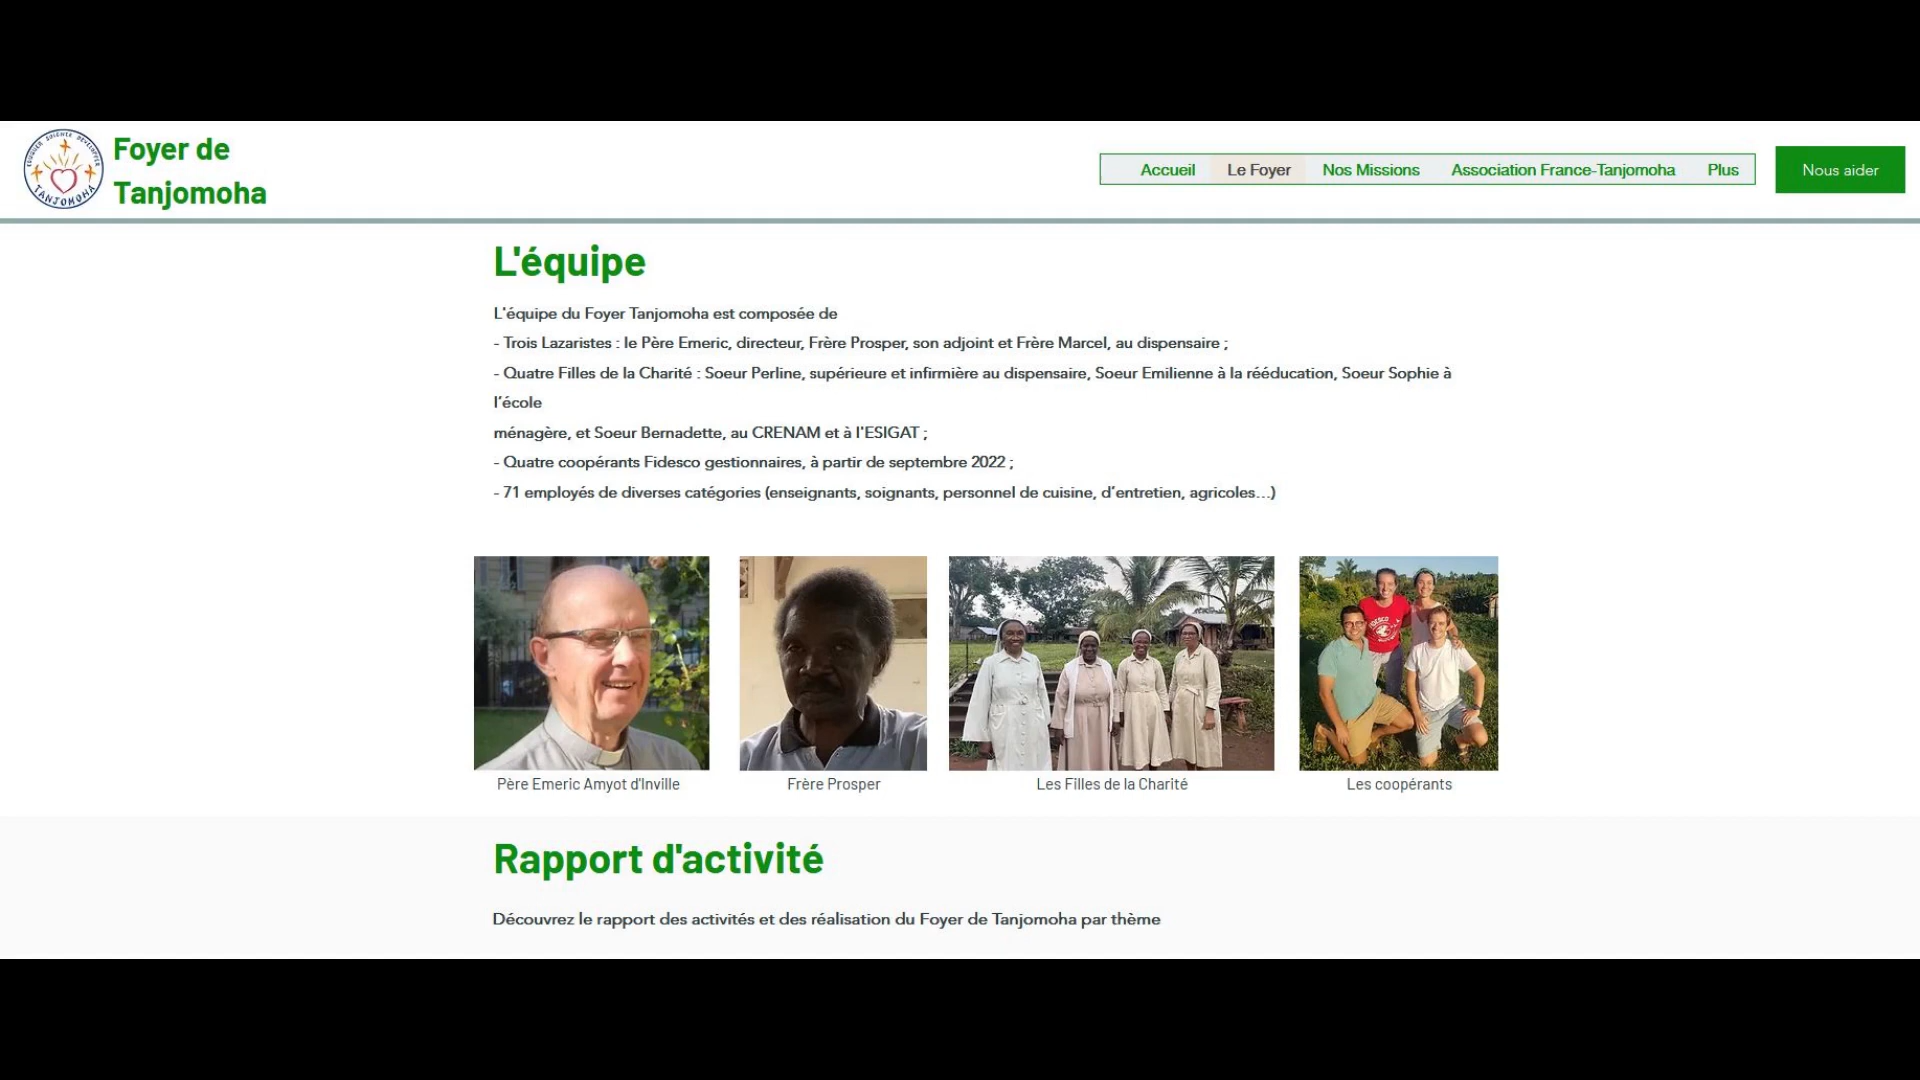 EDUQUER SOIGNER DEVELOPPER
TANJOMOHA
Foyer de
Tanjomoha
Accueil
Le Foyer
Nos Missions
Association France-Tanjomoha
Plus
Nous aider
L'équipe
L'équipe du Foyer Tanjomoha est composée de
- Trois Lazaristes : le Père Emeric, directeur, Frère Prosper, son adjoint et Frère Marcel, au dispensaire ;
- Quatre Filles de la Charité : Soeur Perline, supérieure et infirmière au dispensaire, Soeur Emilienne à la rééducation, Soeur Sophie à
l’école
ménagère, et Soeur Bernadette, au CRENAM et à l'ESIGAT ;
- Quatre coopérants Fidesco gestionnaires, à partir de septembre 2022 ;
- 71 employés de diverses catégories (enseignants, soignants, personnel de cuisine, d’entretien, agricoles...)
Père Emeric Amyot d'Inville
Frère Prosper
Les Filles de la Charité
Les coopérants
Rapport d'activité
Découvrez le rapport des activités et des réalisation du Foyer de Tanjomoha par thème